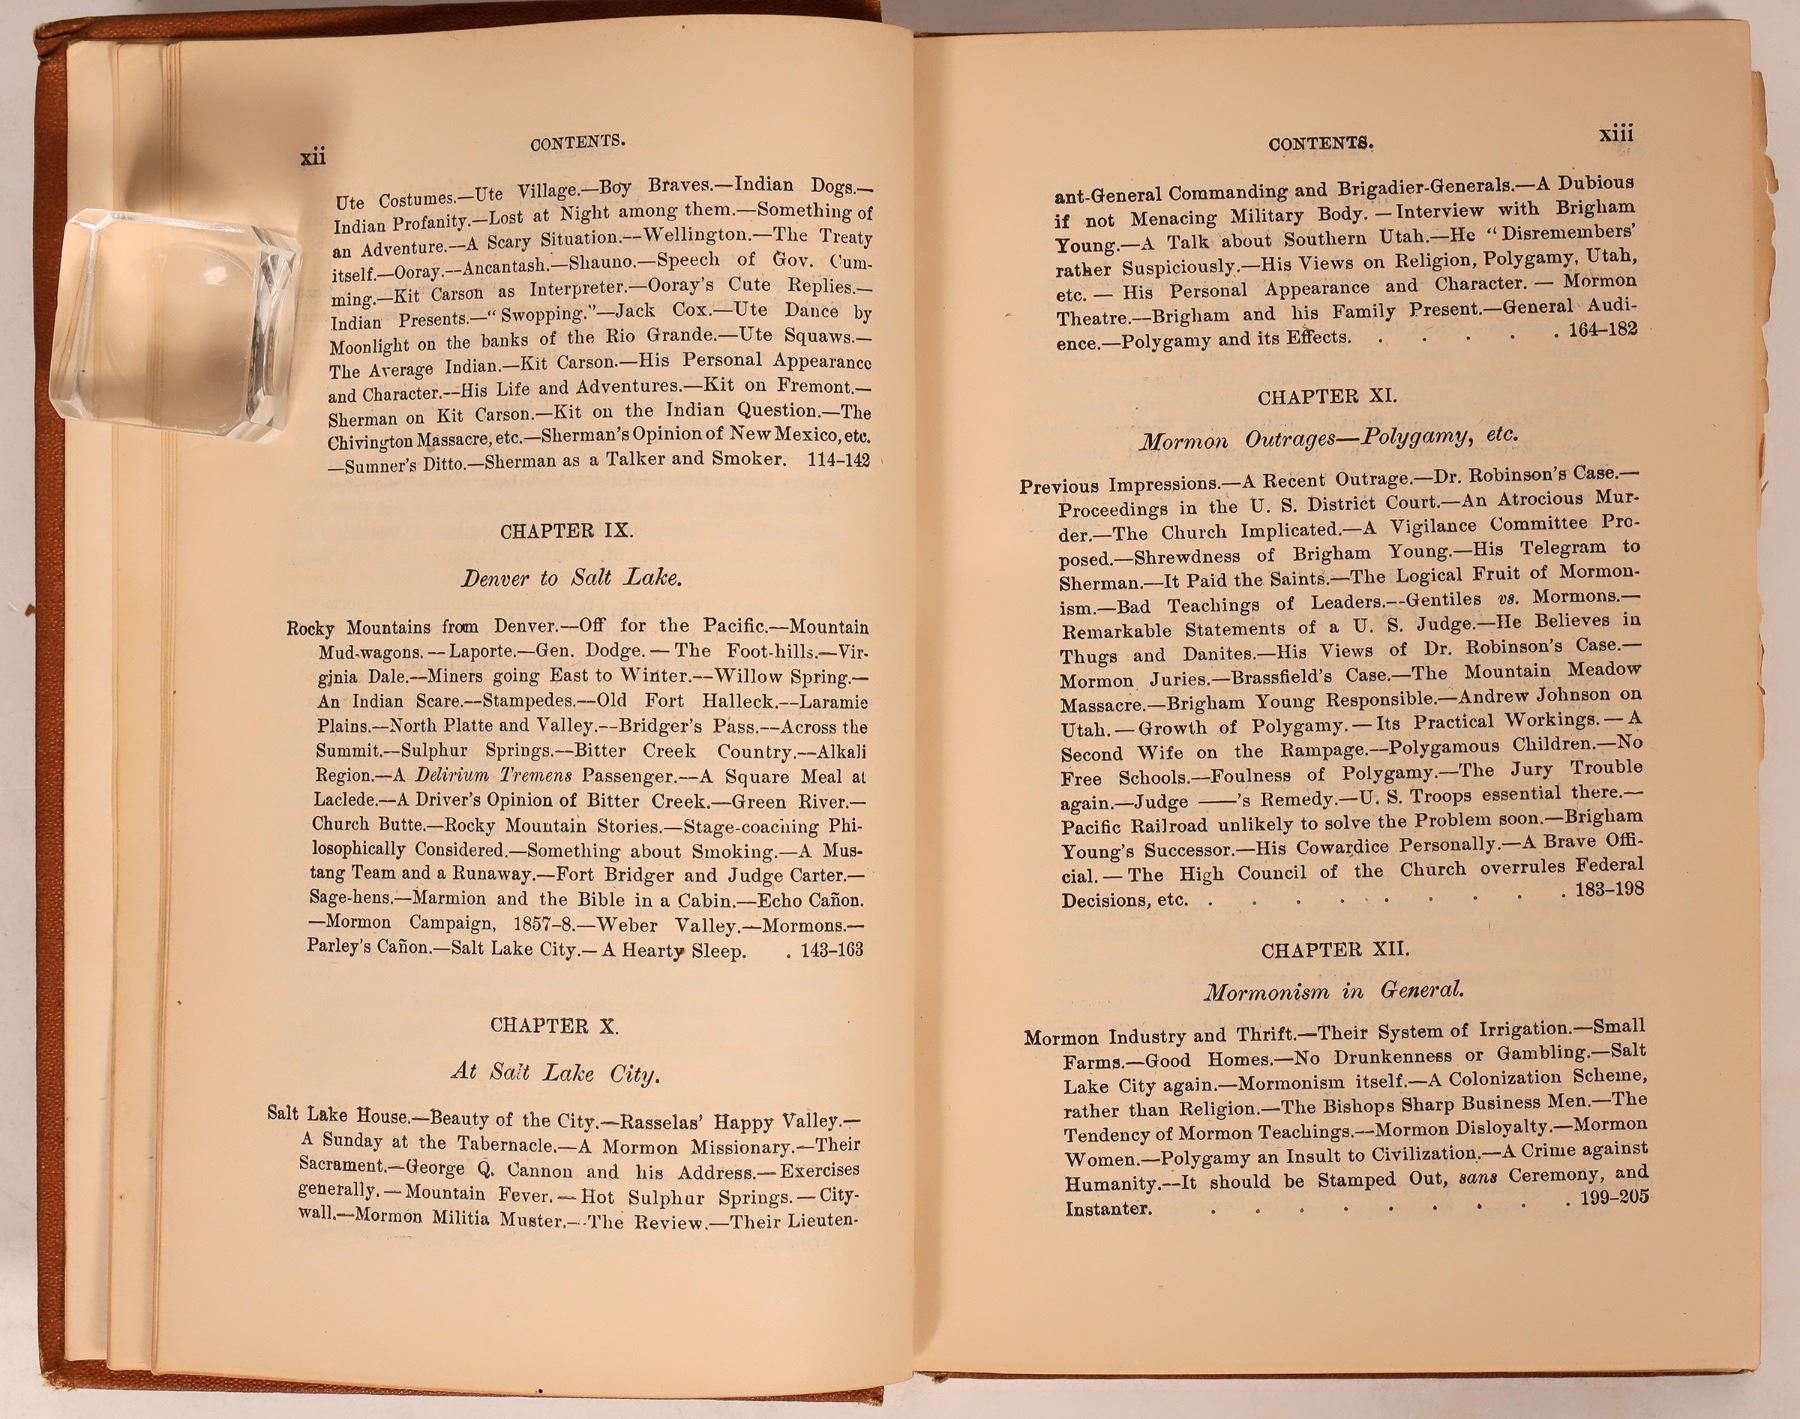 xii
CONTENTS.
Ute Costumes.—Ute Village.—Boy Braves.—Indian Dogs.—
Indian Profanity.—Lost at Night among them.—Something of
an Adventure.—A Scary Situation.—Wellington.—The Treaty
itself.—Ooray.—Ancantash.—Shauno.—Speech of Gov. Cum-
ming.—Kit Carson as Interpreter.—Ooray's Cute Replies.—
Indian Presents.—“Swopping.”—Jack Cox.—Ute Dance by
Moonlight on the banks of the Rio Grande.—Ute Squaws.—
The Average Indian.—Kit Carson.—His Personal Appearance
and Character.—His Life and Adventures.—Kit on Fremont.—
Sherman on Kit Carson.—Kit on the Indian Question.—The
Chivington Massacre, etc.—Sherman's Opinion of New Mexico, etc.
—Sumner's Ditto.—Sherman as a Talker and Smoker. 114-142
CHAPTER IX.
Denver to Salt Lake.
Rocky Mountains from Denver.—Off for the Pacific.—Mountain
Mud-wagons.—Laporte.—Gen. Dodge.—The Foot-hills.—Vir-
ginia Dale.—Miners going East to Winter.—Willow Spring.—
An Indian Scare.—Stampedes.—Old Fort Halleck.—Laramie
Plains.—North Platte and Valley.—Bridger's Pass.—Across the
Summit.—Sulphur Springs.—Bitter Creek Country.—Alkali
Region.—A Delirium Tremens Passenger.—A Square Meal at
Laclede.—A Driver's Opinion of Bitter Creek.—Green River.—
Church Butte.—Rocky Mountain Stories.—Stage-coaching Phi-
losophically Considered.—Something about Smoking.—A Mus-
tang Team and a Runaway.—Fort Bridger and Judge Carter.—
Sage-hens.—Marmion and the Bible in a Cabin.—Echo Cañon.
—Mormon Campaign, 1857-8.—Weber Valley.—Mormons.—
Parley's Cañon.—Salt Lake City.—A Hearty Sleep. . 143-163
CHAPTER X.
At Salt Lake City.
Salt Lake House.—Beauty of the City.—Rasselas' Happy Valley.—
A Sunday at the Tabernacle.—A Mormon Missionary.—Their
Sacrament.—George Q. Cannon and his Address.—Exercises
generally.—Mountain Fever.—Hot Sulphur Springs.—City-
wall.—Mormon Militia Muster.—The Review.—Their Lieuten-
CONTENTS.
xiii
ant-General Commanding and Brigadier-Generals.—A Dubious
if not Menacing Military Body.—Interview with Brigham
Young.—A Talk about Southern Utah.—He “Disremembers'
rather Suspiciously.—His Views on Religion, Polygamy, Utah,
etc.—His Personal Appearance and Character.—Mormon
Theatre.—Brigham and his Family Present.—General Audi-
ence.—Polygamy and its Effects. . . . . . 164-182
CHAPTER XI.
Mormon Outrages—Polygamy, etc.
Previous Impressions.—A Recent Outrage.—Dr. Robinson's Case.—
Proceedings in the U. S. District Court.—An Atrocious Mur-
der.—The Church Implicated.—A Vigilance Committee Pro-
posed.—Shrewdness of Brigham Young.—His Telegram to
Sherman.—It Paid the Saints.—The Logical Fruit of Mormon-
ism.—Bad Teachings of Leaders.—Gentiles vs. Mormons.—
Remarkable Statements of a U. S. Judge.—He Believes in
Thugs and Danites.—His Views of Dr. Robinson's Case.—
Mormon Juries.—Brassfield's Case.—The Mountain Meadow
Massacre.—Brigham Young Responsible.—Andrew Johnson on
Utah.—Growth of Polygamy.—Its Practical Workings.—A
Second Wife on the Rampage.—Polygamous Children.—No
Free Schools.—Foulness of Polygamy.—The Jury Trouble
again.—Judge ——'s Remedy.—U. S. Troops essential there.—
Pacific Railroad unlikely to solve the Problem soon.—Brigham
Young's Successor.—His Cowardice Personally.—A Brave Offi-
cial.—The High Council of the Church overrules Federal
Decisions, etc. . . . . . . . . . 183-198
CHAPTER XII.
Mormonism in General.
Mormon Industry and Thrift.—Their System of Irrigation.—Small
Farms.—Good Homes.—No Drunkenness or Gambling.—Salt
Lake City again.—Mormonism itself.—A Colonization Scheme,
rather than Religion.—The Bishops Sharp Business Men.—The
Tendency of Mormon Teachings.—Mormon Disloyalty.—Mormon
Women.—Polygamy an Insult to Civilization.—A Crime against
Humanity.—It should be Stamped Out, sans Ceremony, and
Instanter. . . . . . . . . . 199-205